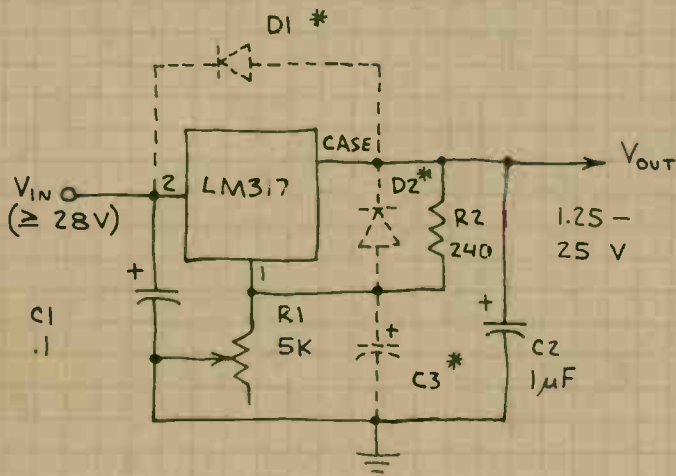 D1 *
CASE
V_IN
(≥ 28V)
2
LM317
D2*
V_OUT
R2
240
1.25 –
25 V
+
1
C1
.1
R1
5K
+
C3 *
+
C2
1µF